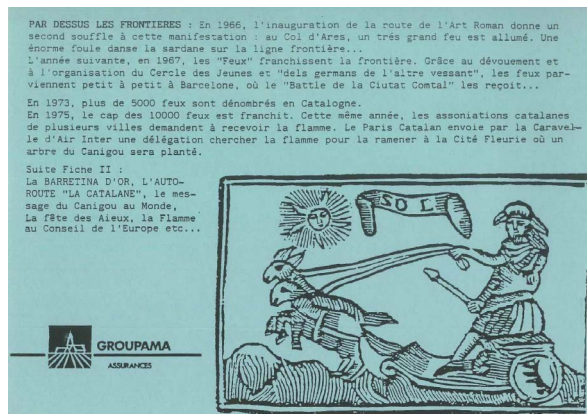 PAR DESSUS LES FRONTIERES : En 1966, l'inauguration de la route de l'Art Roman donne un
second souffle à cette manifestation : au Col d'Ares, un trés grand feu est allumé. Une
énorme foule danse la sardane sur la ligne frontière...
L'année suivante, en 1967, les "Feux" franchissent la frontière. Grâce au dévouement et
à l'organisation du Cercle des Jeunes et "dels germans de l'altre vessant", les feux par-
viennent petit à petit à Barcelone, où le "Battle de la Ciutat Comtal" les reçoit...
En 1973, plus de 5000 feux sont dénombrés en Catalogne.
En 1975, le cap des 10000 feux est franchit. Cette même année, les assoniations catalanes
de plusieurs villes demandent à recevoir la flamme. Le Paris Catalan envoie par la Caravel-
le d'Air Inter une délégation chercher la flamme pour la ramener à la Cité Fleurie où un
arbre du Canigou sera planté.
Suite Fiche II :
La BARRETINA D'OR, L'AUTO-
ROUTE "LA CATALANE", le mes-
sage du Canigou au Monde,
La fête des Aieux, la Flamme
au Conseil de l'Europe etc...
SOL
GROUPAMA
ASSURANCES